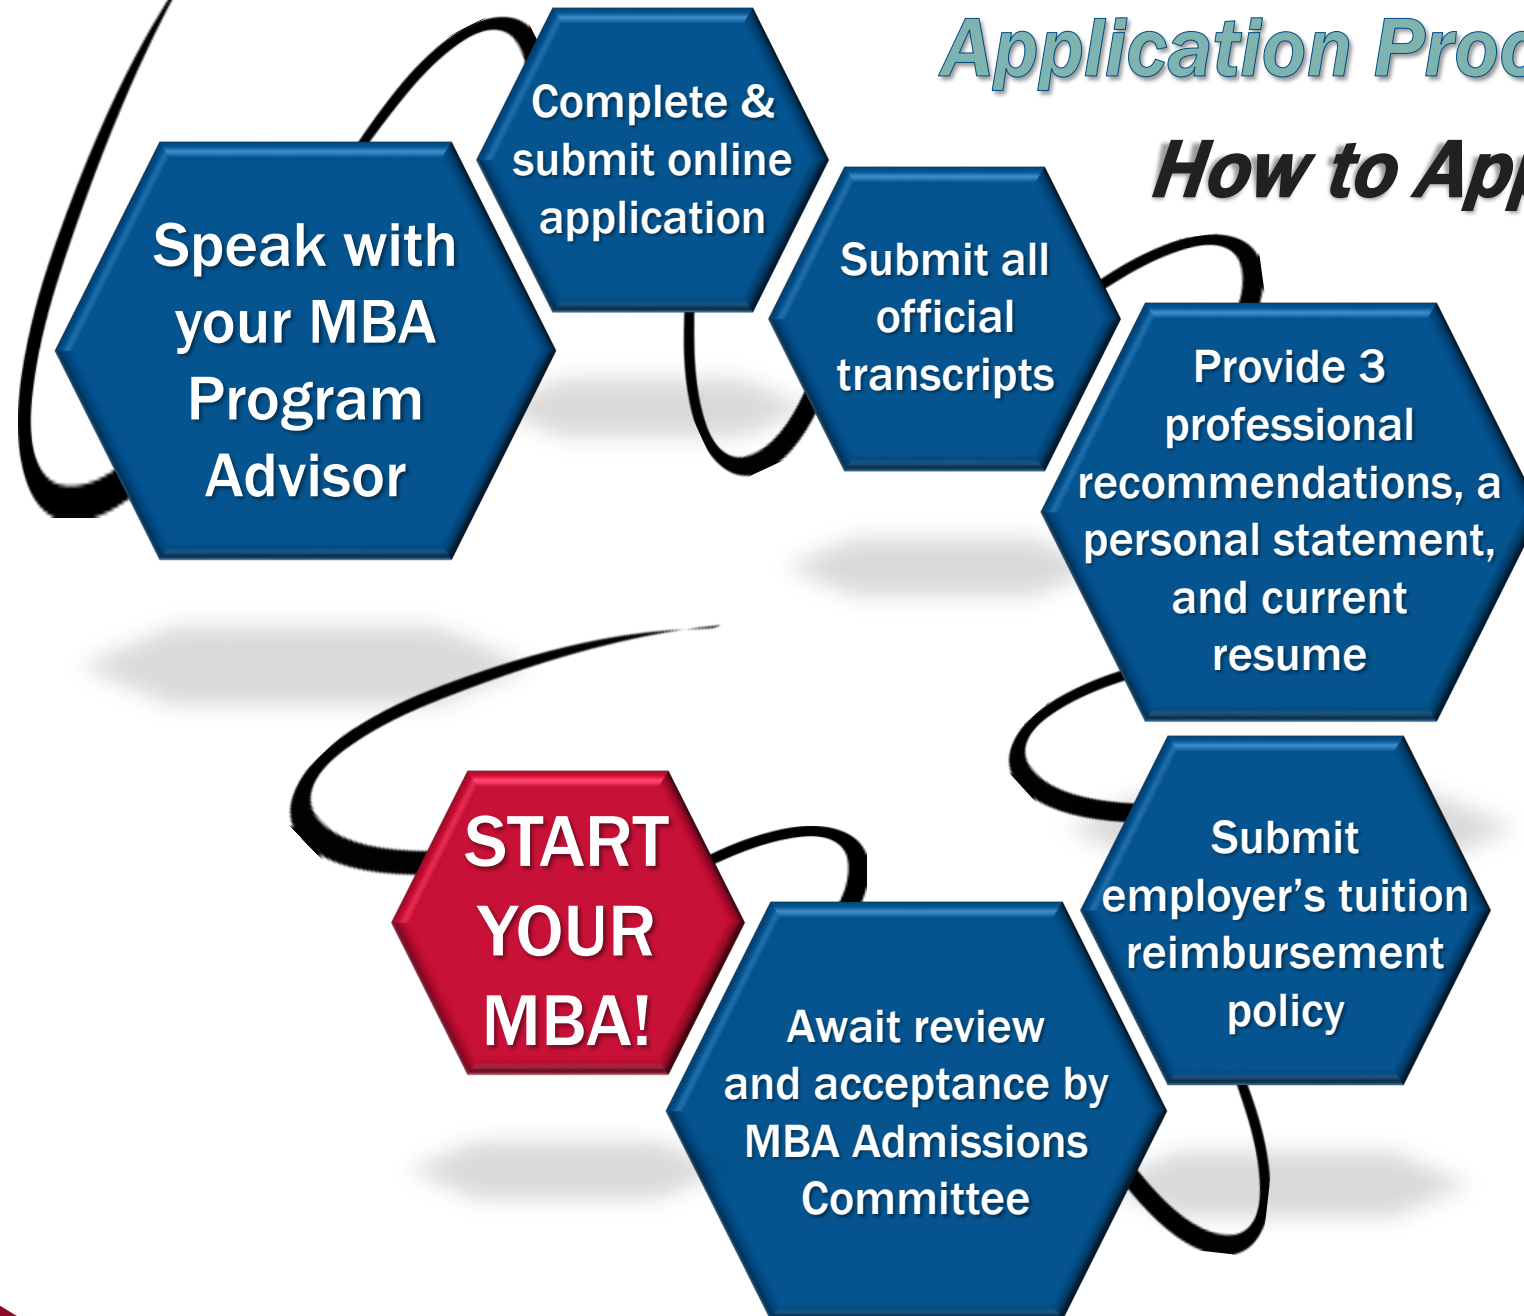 Application Proc
How to App
Speak with
your MBA
Program
Advisor
Complete &
submit online
application
Submit all
official
transcripts
Provide 3
professional
recommendations, a
personal statement,
and current
resume
Submit
employer’s tuition
reimbursement
policy
Await review
and acceptance by
MBA Admissions
Committee
START
YOUR
MBA!